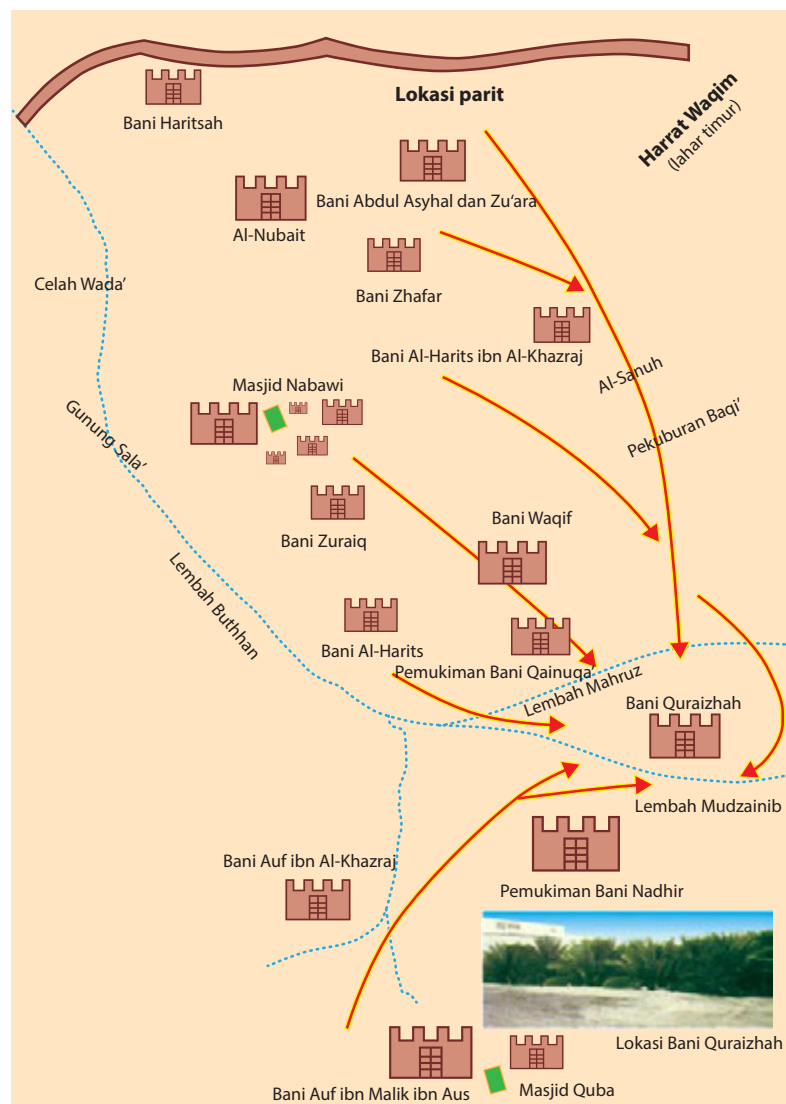 Lokasi parit
Bani Haritsah
Harrat Waqim
(lahar timur)
Bani Abdul Asyhal dan Zu‘ara
Al-Nubait
Celah Wada’
Bani Zhafar
Bani Al-Harits ibn Al-Khazraj
Al-Sanuh
Masjid Nabawi
Gunung Sala’
Pekuburan Baqi’
Bani Waqif
Bani Zuraiq
Lembah Buthhan
Bani Al-Harits
Pemukiman Bani Qainuqa’
Lembah Mahruz
Bani Quraizhah
Lembah Mudzainib
Bani Auf ibn Al-Khazraj
Pemukiman Bani Nadhir
Lokasi Bani Quraizhah
Bani Auf ibn Malik ibn Aus
Masjid Quba